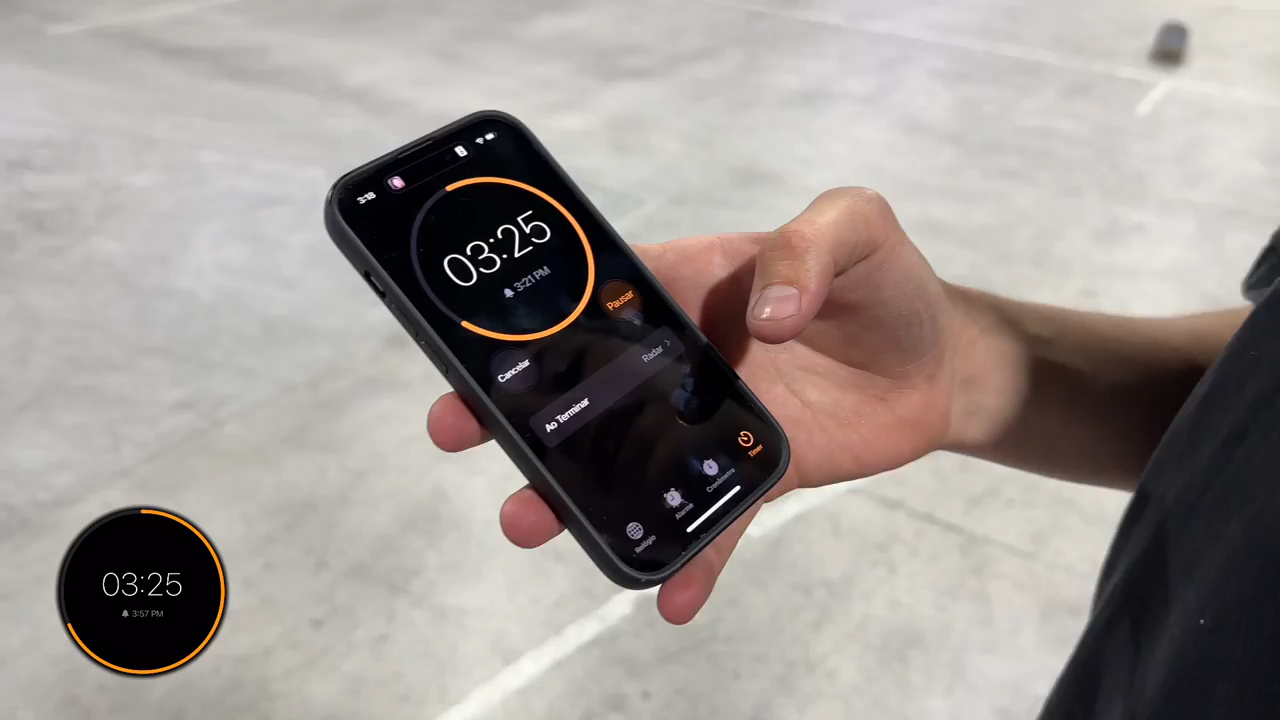 3:18
03:25
3:21 PM
Cancelar
Pausar
Ao Terminar
Radar
Relógio
Alarme
Cronômetro
Timer
03:25
3:57 PM